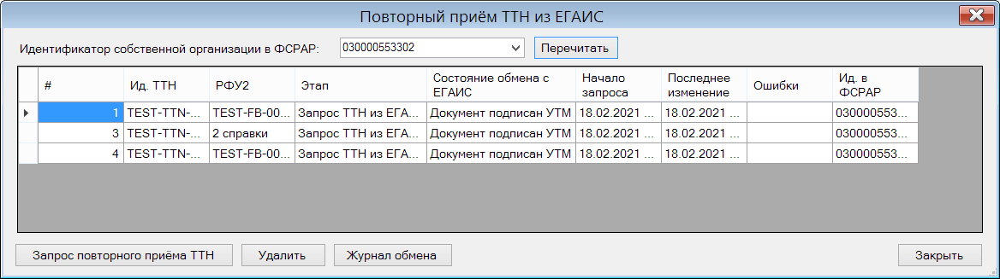 Повторный приём ТТН из ЕГАИС
Идентификатор собственной организации в ФСРАР: 030000553302 Перечитать
# Ид. ТТН РФУ2 Этап Состояние обмена с ЕГАИС Начало запроса Последнее изменение Ошибки Ид. в ФСРАР
1 TEST-TTN-... TEST-FB-00... Запрос ТТН из ЕГА... Документ подписан УТМ 18.02.2021 ... 18.02.2021 ... 030000553...
3 TEST-TTN-... 2 справки Запрос ТТН из ЕГА... Документ подписан УТМ 18.02.2021 ... 18.02.2021 ... 030000553...
4 TEST-TTN-... TEST-FB-00... Запрос ТТН из ЕГА... Документ подписан УТМ 18.02.2021 ... 18.02.2021 ... 030000553...
Запрос повторного приёма ТТН Удалить Журнал обмена Закрыть